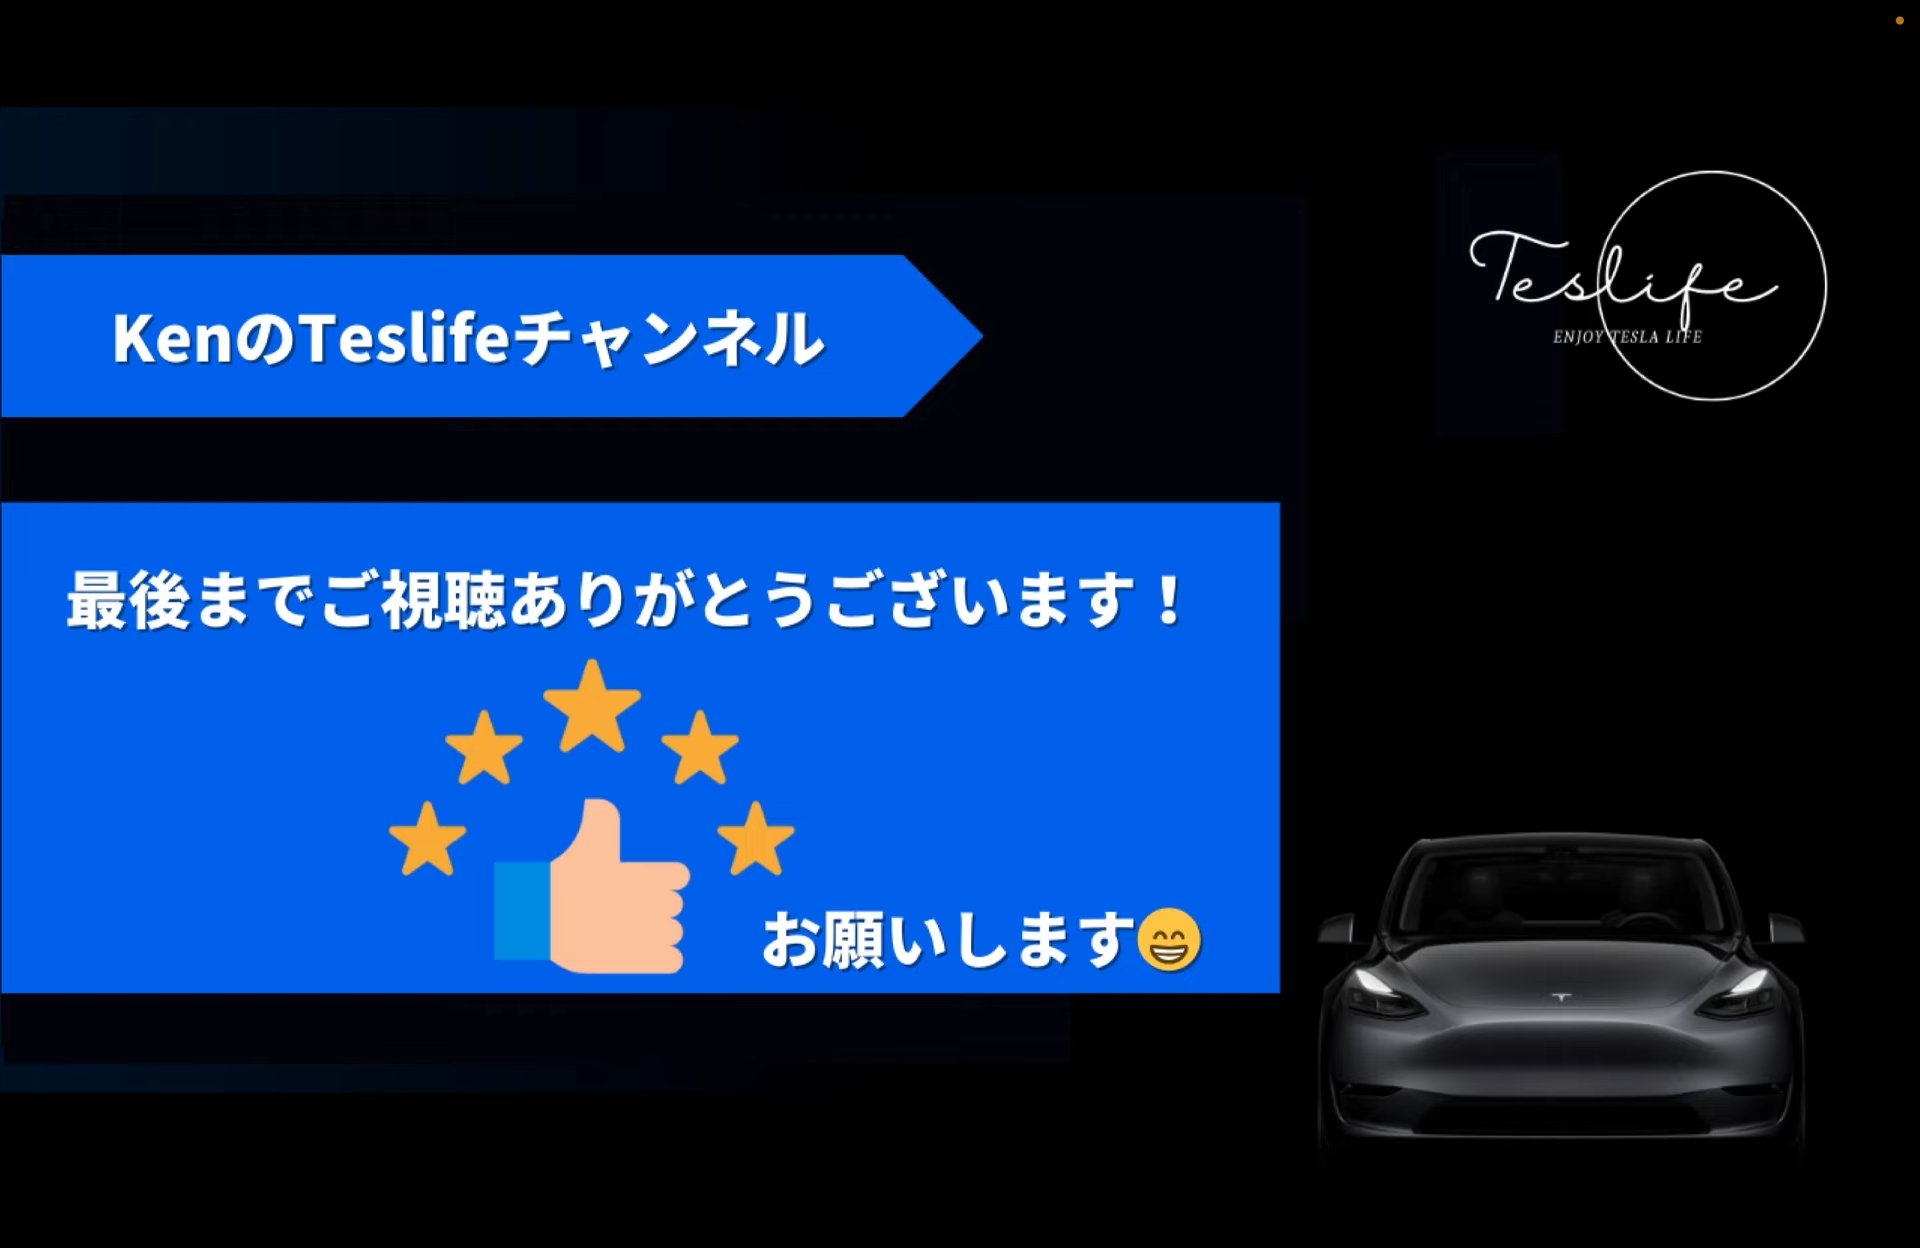 KenのTeslifeチャンネル
Teslife
ENJOY TESLA LIFE
最後までご視聴ありがとうございます！
お願いします😁